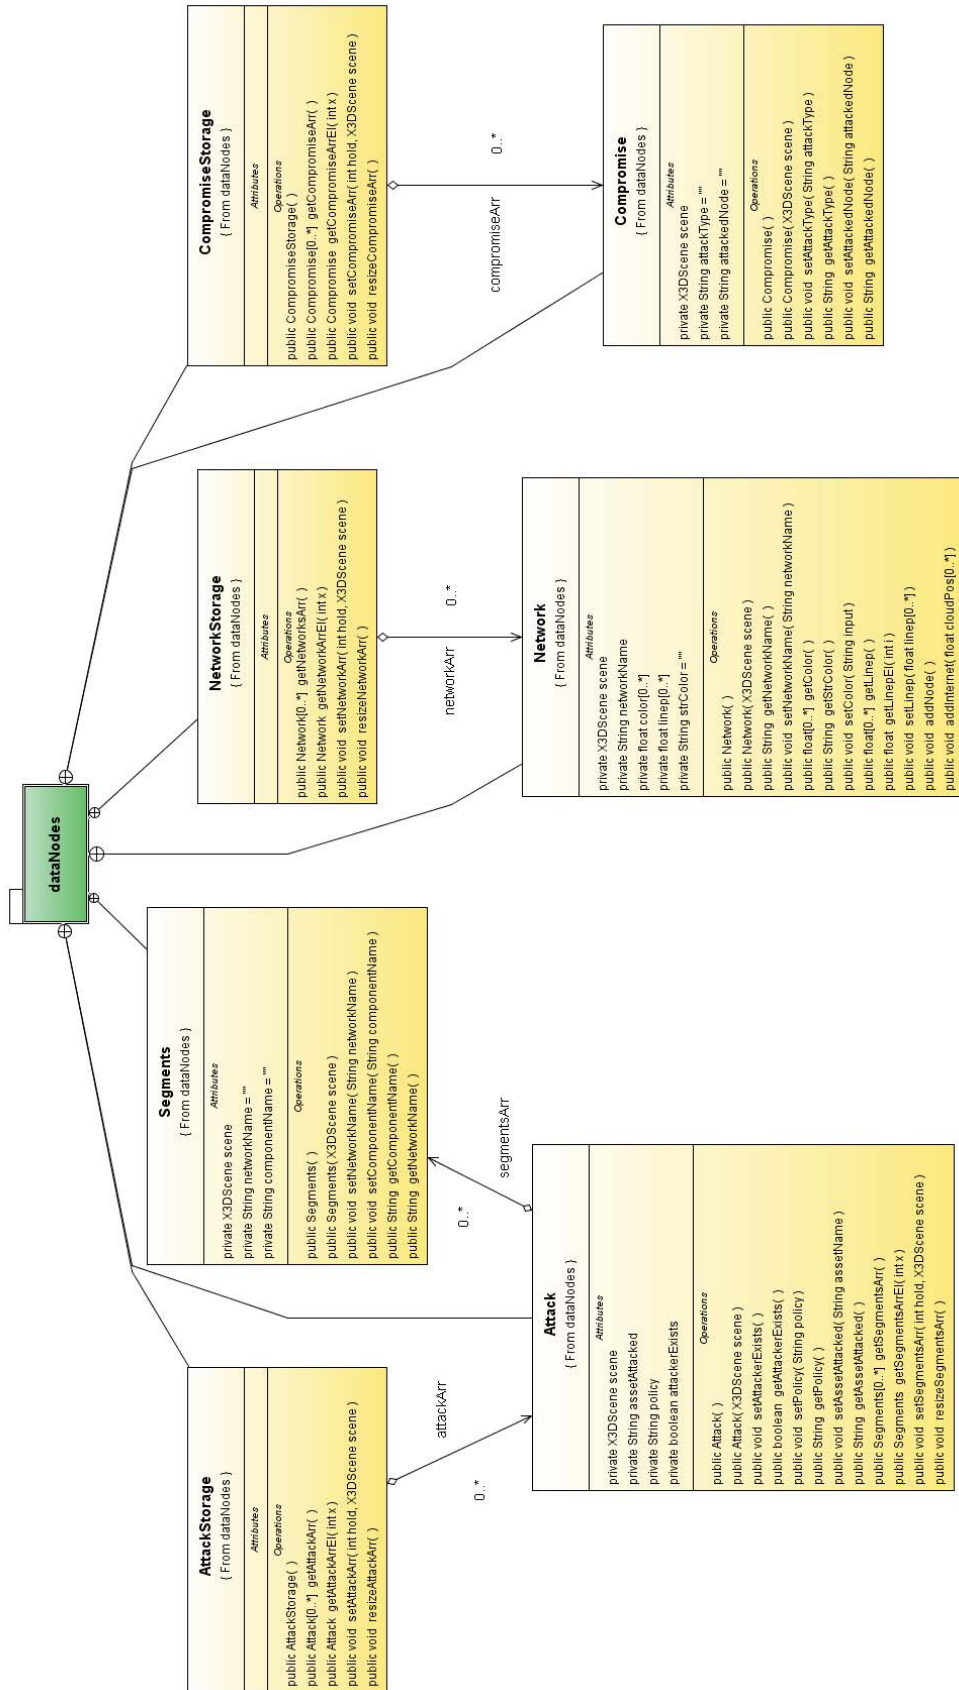 dataNodes
AttackStorage
{ From dataNodes }
Attributes
Operations
public AttackStorage( )
public Attack[0..*] getAttackArr( )
public Attack getAttackArrEl( int x )
public void setAttackArr( int hold, X3DScene scene )
public void resizeAttackArr( )
attackArr
0..*
Segments
{ From dataNodes }
Attributes
private X3DScene scene
private String networkName = ""
private String componentName = ""
Operations
public Segments( )
public Segments( X3DScene scene )
public void setNetworkName( String networkName )
public void setComponentName( String componentName )
public String getComponentName( )
public String getNetworkName( )
segmentsArr
0..*
NetworkStorage
{ From dataNodes }
Attributes
Operations
public Network[0..*] getNetworksArr( )
public Network getNetworkArrEl( int x )
public void setNetworkArr( int hold, X3DScene scene )
public void resizeNetworkArr( )
networkArr
0..*
CompromiseStorage
{ From dataNodes }
Attributes
Operations
public CompromiseStorage( )
public Compromise[0..*] getCompromiseArr( )
public Compromise getCompromiseArrEl( int x )
public void setCompromiseArr( int hold, X3DScene scene )
public void resizeCompromiseArr( )
compromiseArr
0..*
Attack
{ From dataNodes }
Attributes
private X3DScene scene
private String assetAttacked
private String policy
private boolean attackerExists
Operations
public Attack( )
public Attack( X3DScene scene )
public void setAttackerExists( )
public boolean getAttackerExists( )
public void setPolicy( String policy )
public String getPolicy( )
public void setAssetAttacked( String assetName )
public String getAssetAttacked( )
public Segments[0..*] getSegmentsArr( )
public Segments getSegmentsArrEl( int x )
public void setSegmentsArr( int hold, X3DScene scene )
public void resizeSegmentsArr( )
Network
{ From dataNodes }
Attributes
private X3DScene scene
private String networkName
private float color[0..*]
private float linep[0..*]
private String strColor = ""
Operations
public Network( )
public Network( X3DScene scene )
public String getNetworkName( )
public void setNetworkName( String networkName )
public float[0..*] getColor( )
public String getStrColor( )
public void setColor( String input )
public float[0..*] getLinep( )
public float getLinepEl( int i )
public void setLinep( float linep[0..*] )
public void addNode( )
public void addInternet( float cloudPos[0..*] )
Compromise
{ From dataNodes }
Attributes
private X3DScene scene
private String attackType = ""
private String attackedNode = ""
Operations
public Compromise( )
public Compromise( X3DScene scene )
public void setAttackType( String attackType )
public String getAttackType( )
public void setAttackedNode( String attackedNode )
public String getAttackedNode( )